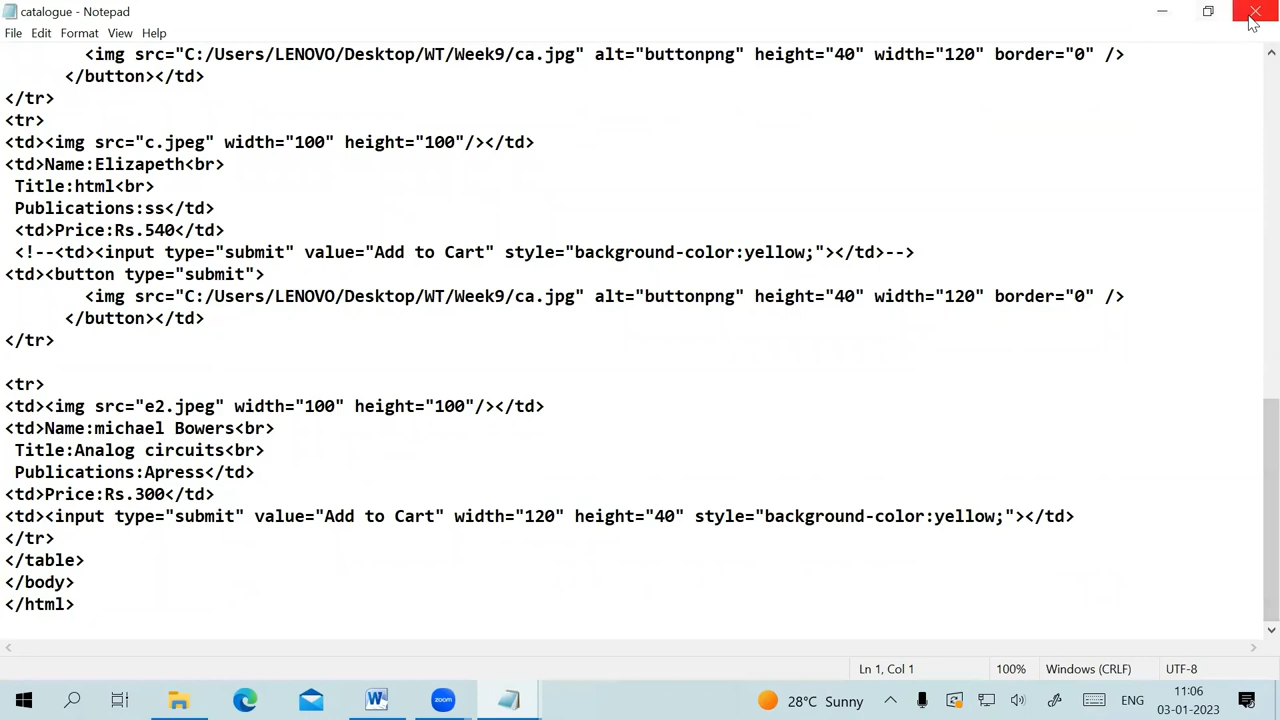 catalogue - Notepad
File Edit Format View Help
<img src="C:/Users/LENOVO/Desktop/WT/Week9/ca.jpg" alt="buttonpng" height="40" width="120" border="0" />
</button></td>
</tr>
<tr>
<td><img src="c.jpeg" width="100" height="100"/></td>
<td>Name:Elizapeth<br>
Title:html<br>
Publications:ss</td>
<td>Price:Rs.540</td>
<!--<td><input type="submit" value="Add to Cart" style="background-color:yellow;"></td>-->
<td><button type="submit">
<img src="C:/Users/LENOVO/Desktop/WT/Week9/ca.jpg" alt="buttonpng" height="40" width="120" border="0" />
</button></td>
</tr>
<tr>
<td><img src="e2.jpeg" width="100" height="100"/></td>
<td>Name:michael Bowers<br>
Title:Analog circuits<br>
Publications:Apress</td>
<td>Price:Rs.300</td>
<td><input type="submit" value="Add to Cart" width="120" height="40" style="background-color:yellow;"></td>
</tr>
</table>
</body>
</html>
Ln 1, Col 1 100% Windows (CRLF) UTF-8
W zoom 28°C Sunny ENG 11:06
03-01-2023